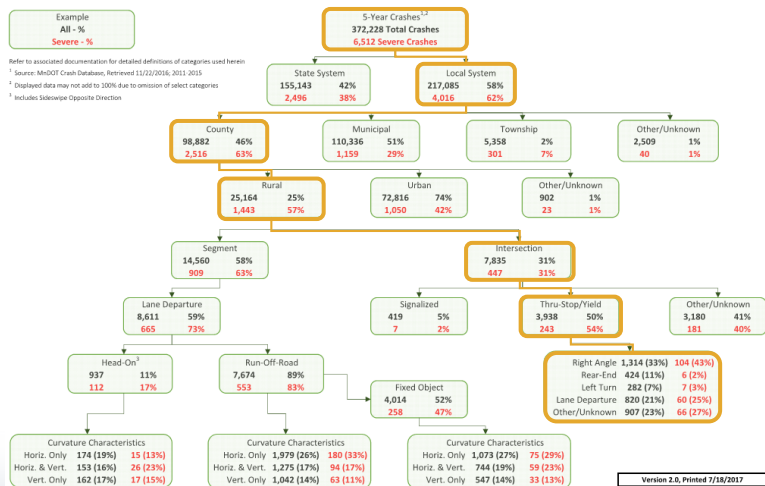 Example
All - %
Severe - %
5-Year Crashes1,2
372,228 Total Crashes
6,512 Severe Crashes
Refer to associated documentation for detailed definitions of categories used herein
1 Source: MnDOT Crash Database, Retrieved 11/22/2016; 2011-2015
2 Displayed data may not add to 100% due to omission of select categories
3 Includes Sideswipe Opposite Direction
State System
155,143 42%
2,496 38%
Local System
217,085 58%
4,016 62%
County
98,882 46%
2,516 63%
Municipal
110,336 51%
1,159 29%
Township
5,358 2%
301 7%
Other/Unknown
2,509 1%
40 1%
Rural
25,164 25%
1,443 57%
Urban
72,816 74%
1,050 42%
Other/Unknown
902 1%
23 1%
Segment
14,560 58%
909 63%
Intersection
7,835 31%
447 31%
Lane Departure
8,611 59%
665 73%
Signalized
419 5%
7 2%
Thru-Stop/Yield
3,938 50%
243 54%
Other/Unknown
3,180 41%
181 40%
Head-On3
937 11%
112 17%
Run-Off-Road
7,674 89%
553 83%
Fixed Object
4,014 52%
258 47%
Right Angle 1,314 (33%) 104 (43%)
Rear-End 424 (11%) 6 (2%)
Left Turn 282 (7%) 7 (3%)
Lane Departure 820 (21%) 60 (25%)
Other/Unknown 907 (23%) 66 (27%)
Curvature Characteristics
Horiz. Only 174 (19%) 15 (13%)
Horiz. & Vert. 153 (16%) 26 (23%)
Vert. Only 162 (17%) 17 (15%)
Curvature Characteristics
Horiz. Only 1,979 (26%) 180 (33%)
Horiz. & Vert. 1,275 (17%) 94 (17%)
Vert. Only 1,042 (14%) 63 (11%)
Curvature Characteristics
Horiz. Only 1,073 (27%) 75 (29%)
Horiz. & Vert. 744 (19%) 59 (23%)
Vert. Only 547 (14%) 33 (13%)
Version 2.0, Printed 7/18/2017